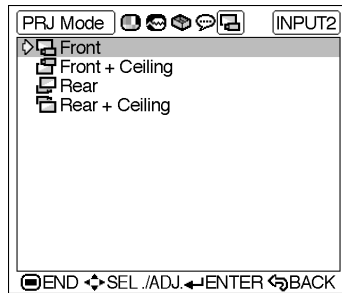 PRJ Mode INPUT2
Front
Front + Ceiling
Rear
Rear + Ceiling
END SEL./ADJ. ENTER BACK